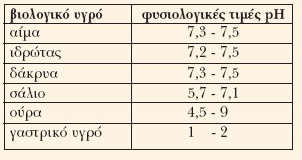 βιολογικό υγρό φυσιολογικές τιμές pH
αίμα 7,3 - 7,5
ιδρώτας 7,2 - 7,5
δάκρυα 7,3 - 7,5
σάλιο 5,7 - 7,1
ούρα 4,5 - 9
γαστρικό υγρό 1 - 2